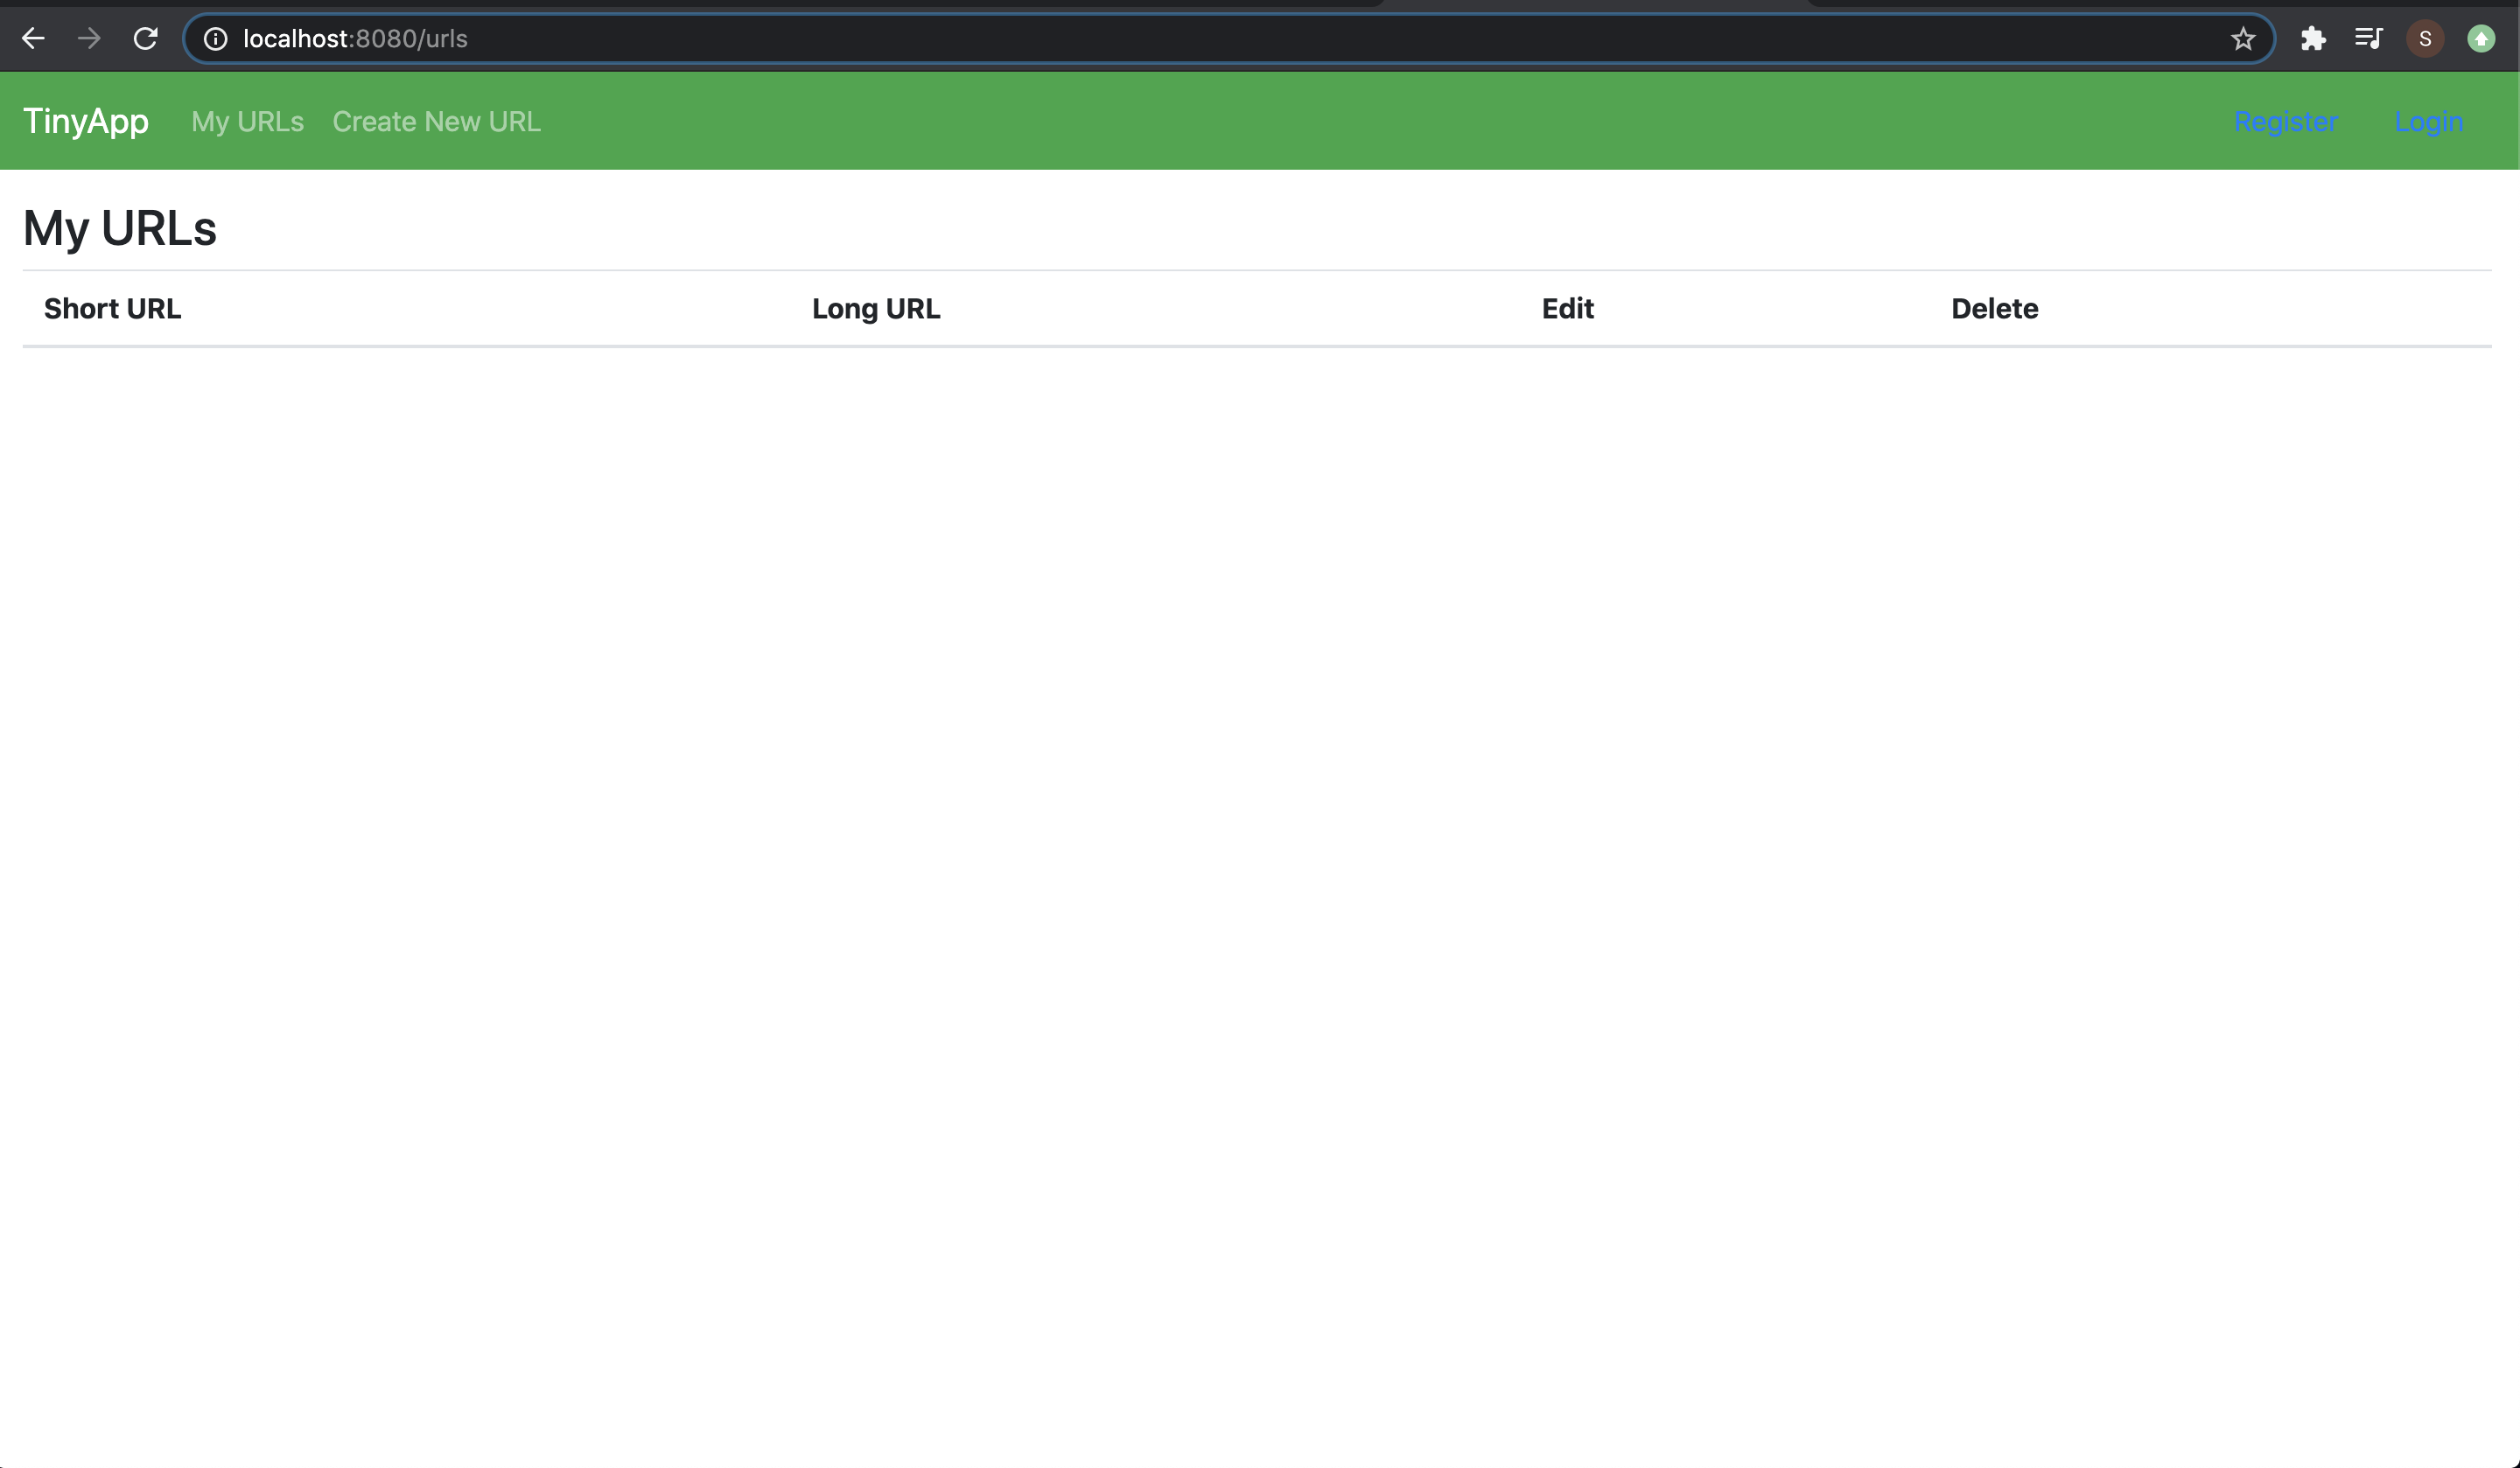 localhost:8080/urls
S
TinyApp My URLs Create New URL Register Login
My URLs
Short URL Long URL Edit Delete